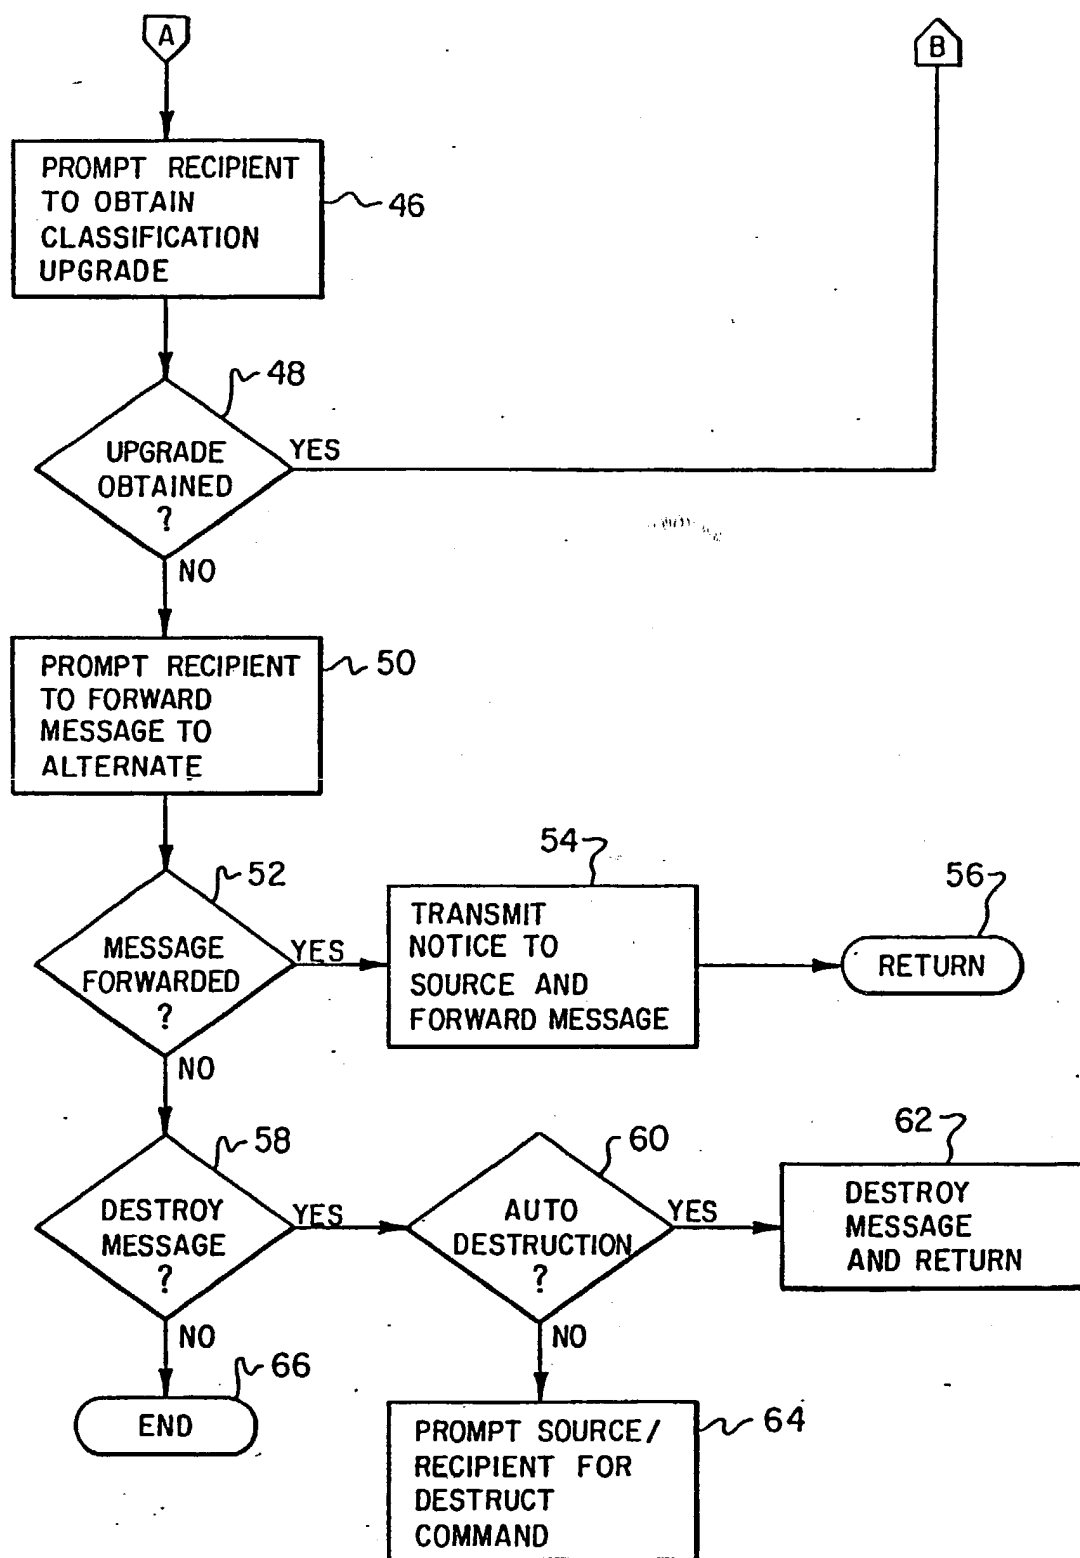 A
B
PROMPT RECIPIENT
TO OBTAIN
CLASSIFICATION
UPGRADE
46
48
UPGRADE
OBTAINED
?
YES
NO
PROMPT RECIPIENT
TO FORWARD
MESSAGE TO
ALTERNATE
50
52
MESSAGE
FORWARDED
?
YES
NO
54
TRANSMIT
NOTICE TO
SOURCE AND
FORWARD MESSAGE
56
RETURN
58
DESTROY
MESSAGE
?
YES
NO
60
AUTO
DESTRUCTION
?
YES
NO
62
DESTROY
MESSAGE
AND RETURN
66
END
64
PROMPT SOURCE/
RECIPIENT FOR
DESTRUCT
COMMAND